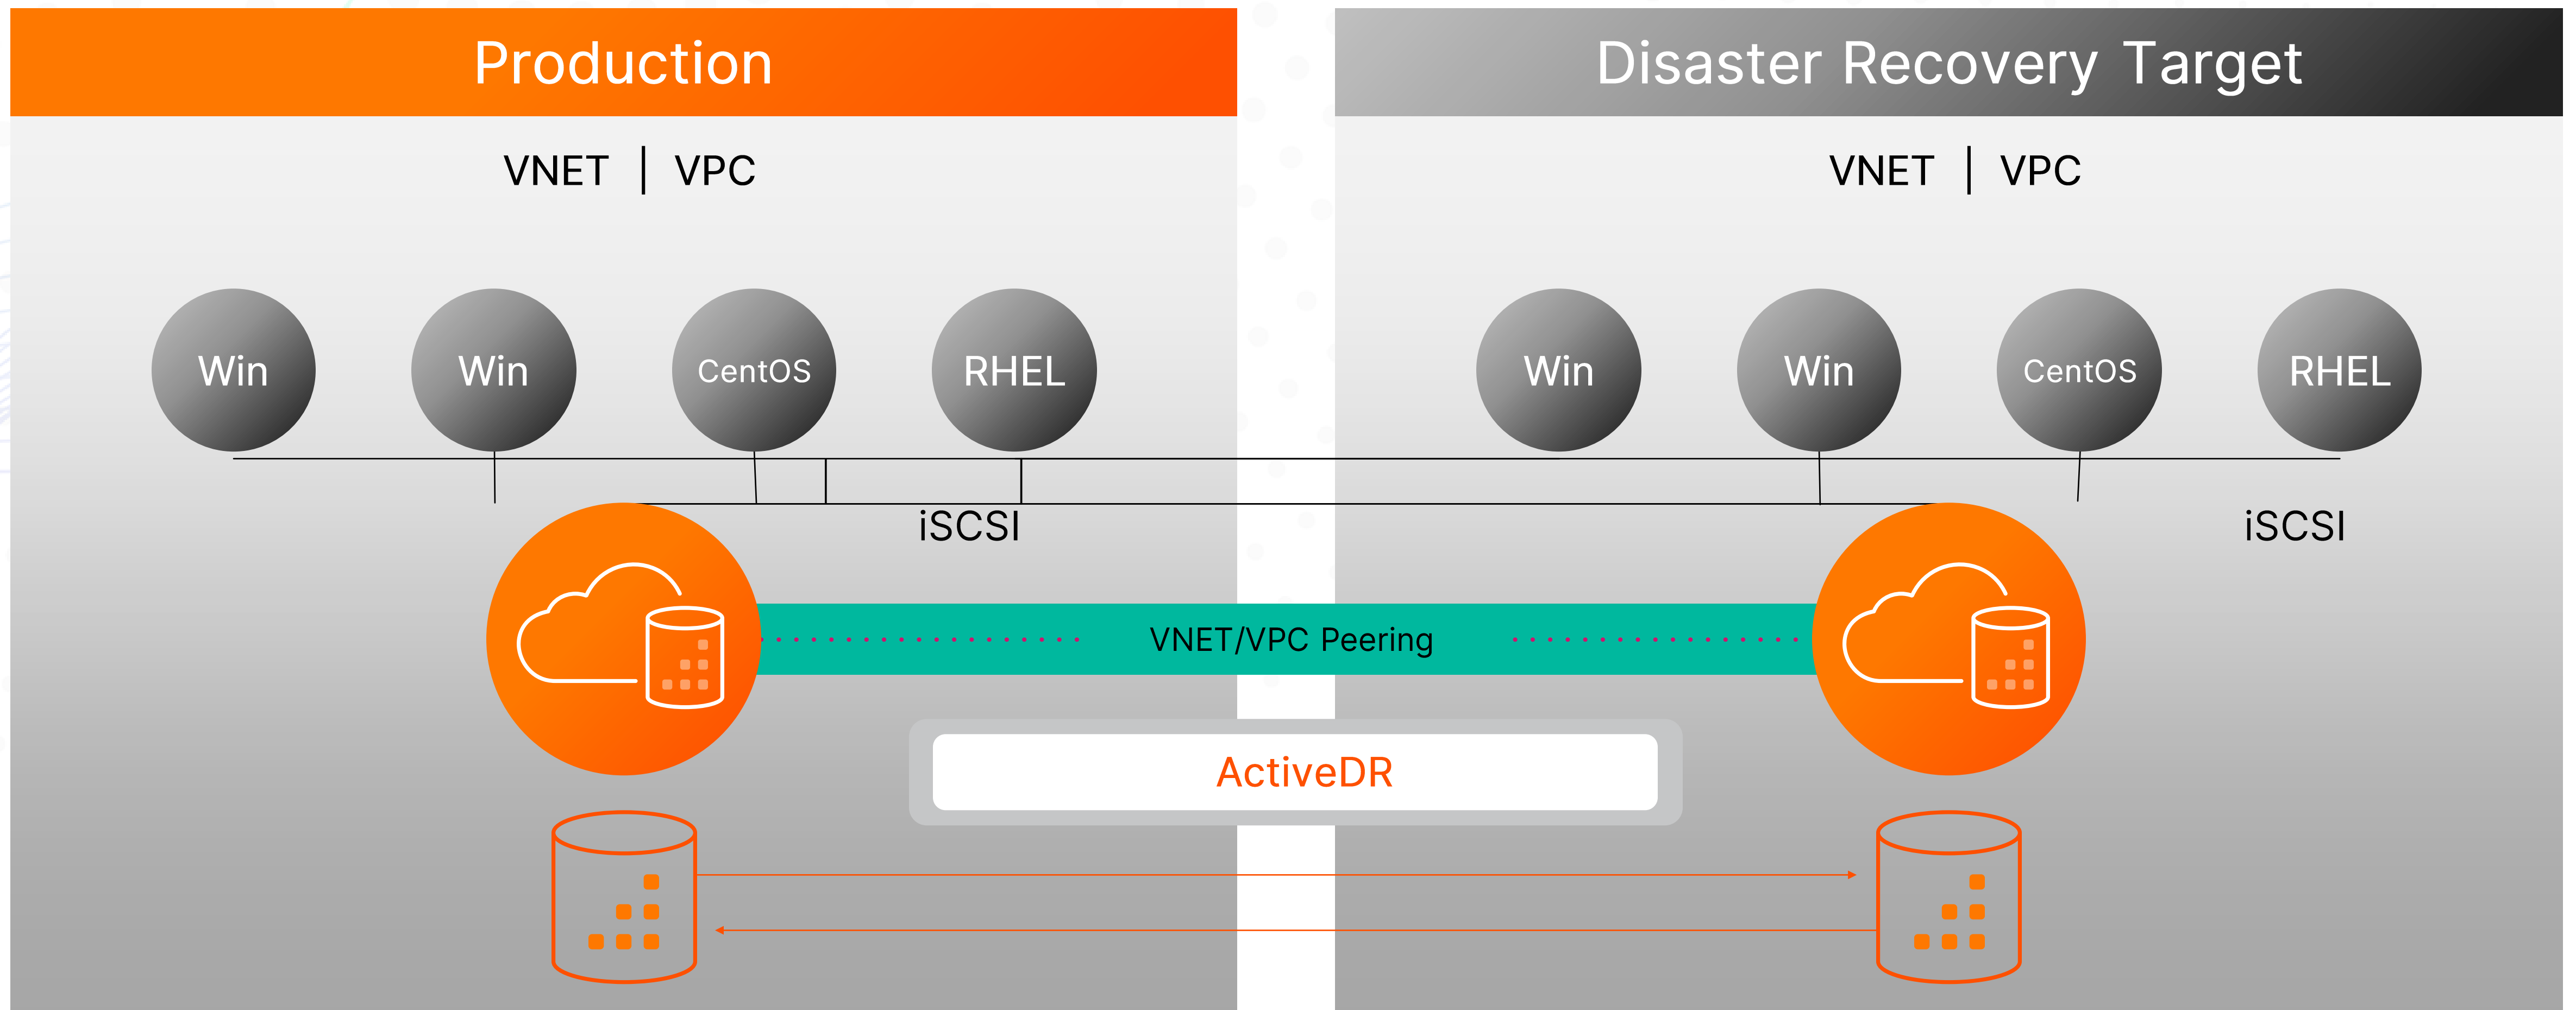 Production
Disaster Recovery Target
VNET | VPC
VNET | VPC
Win
Win
CentOS
RHEL
Win
Win
CentOS
RHEL
iSCSI
iSCSI
VNET/VPC Peering
ActiveDR